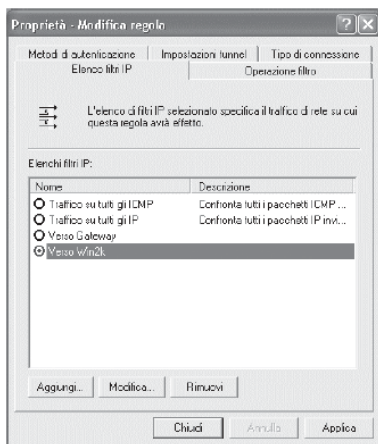 Proprietà - Modifica regola
Metodi di autenticazione Impostazioni tunnel Tipo di connessione
Elenco filtri IP Operazione filtro
L'elenco di filtri IP selezionato specifica il traffico di rete su cui
questa regola avrà effetto.
Elenchi filtri IP:
Nome Descrizione
Traffico su tutti gli ICMP Confronta tutti i pacchetti ICMP ...
Traffico su tutti gli IP Confronta tutti i pacchetti IP invi...
Verso Gateway
Verso Win2k
Aggiungi... Modifica... Rimuovi
Chiudi Annulla Applica